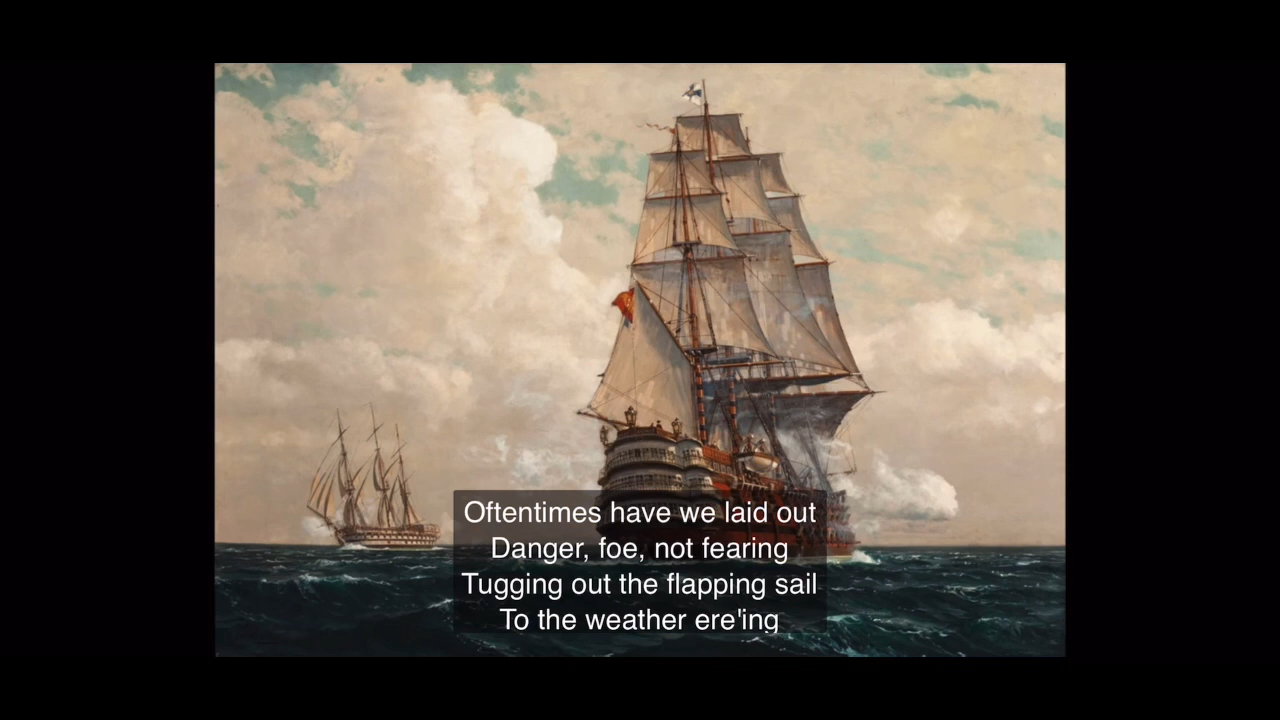 Oftentimes have we laid out
Danger, foe, not fearing
Tugging out the flapping sail
To the weather ere'ing